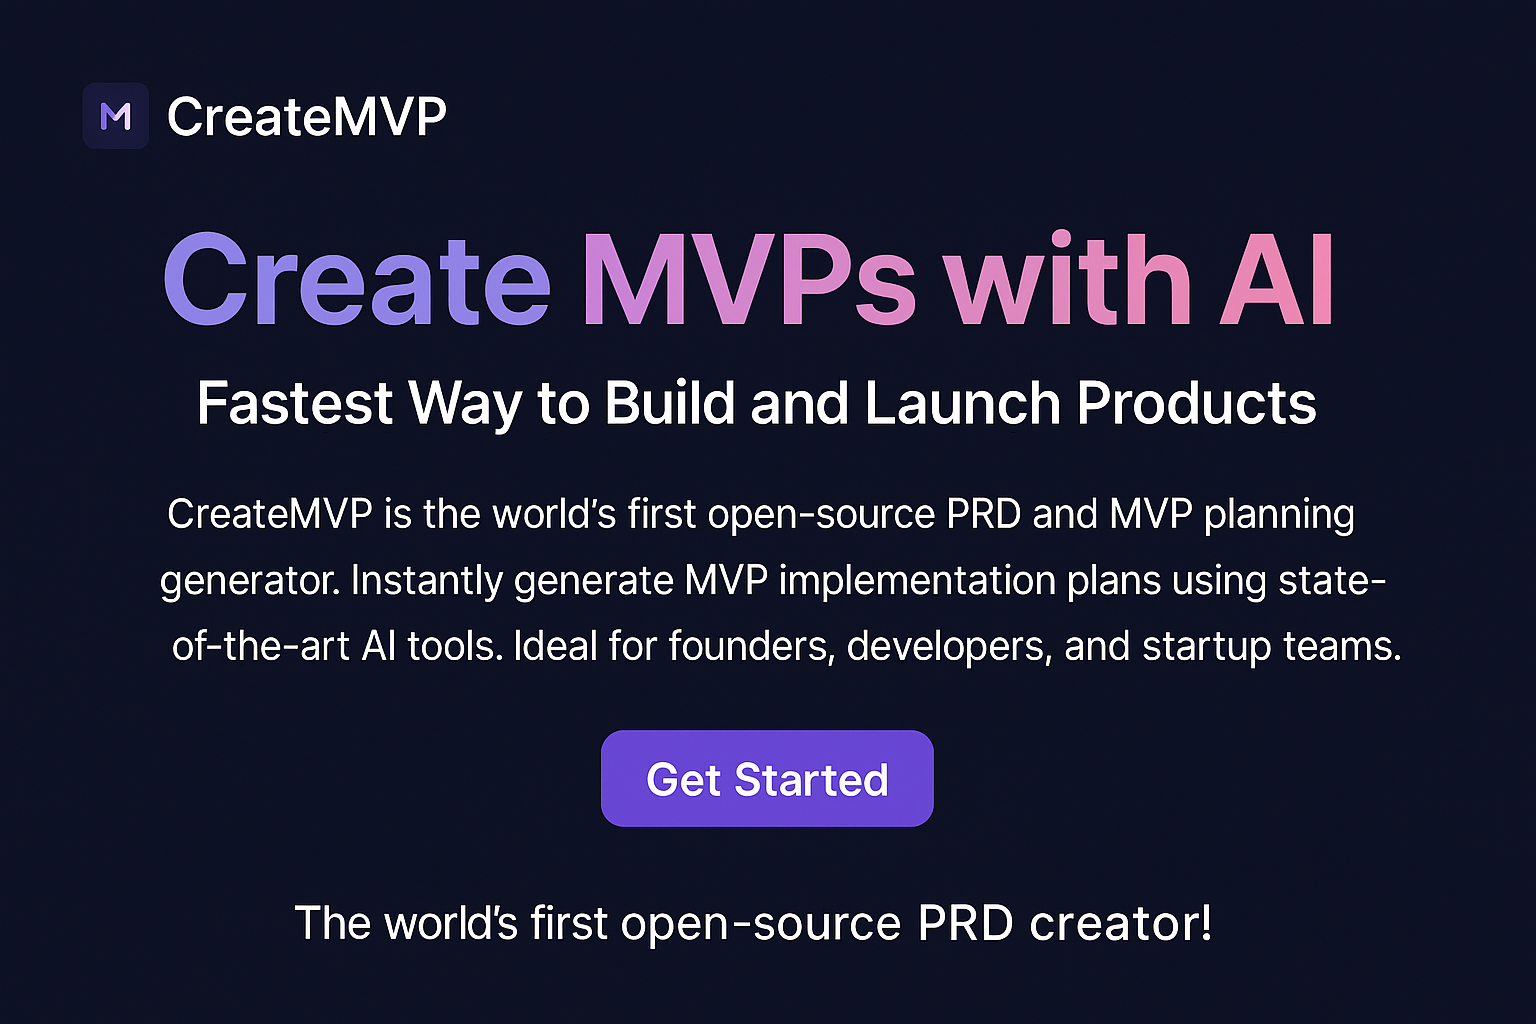 M CreateMVP
Create MVPs with AI
Fastest Way to Build and Launch Products
CreateMVP is the world’s first open-source PRD and MVP planning
generator. Instantly generate MVP implementation plans using state-
of-the-art AI tools. Ideal for founders, developers, and startup teams.
Get Started
The world’s first open-source PRD creator!